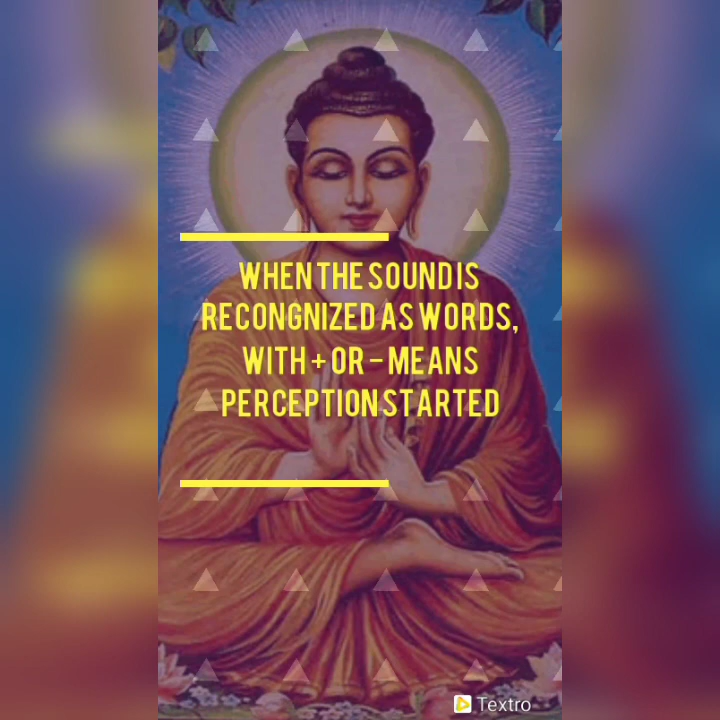 WHEN THE SOUND IS
RECONGNIZED AS WORDS,
WITH + OR - MEANS
PERCEPTION STARTED
Textro